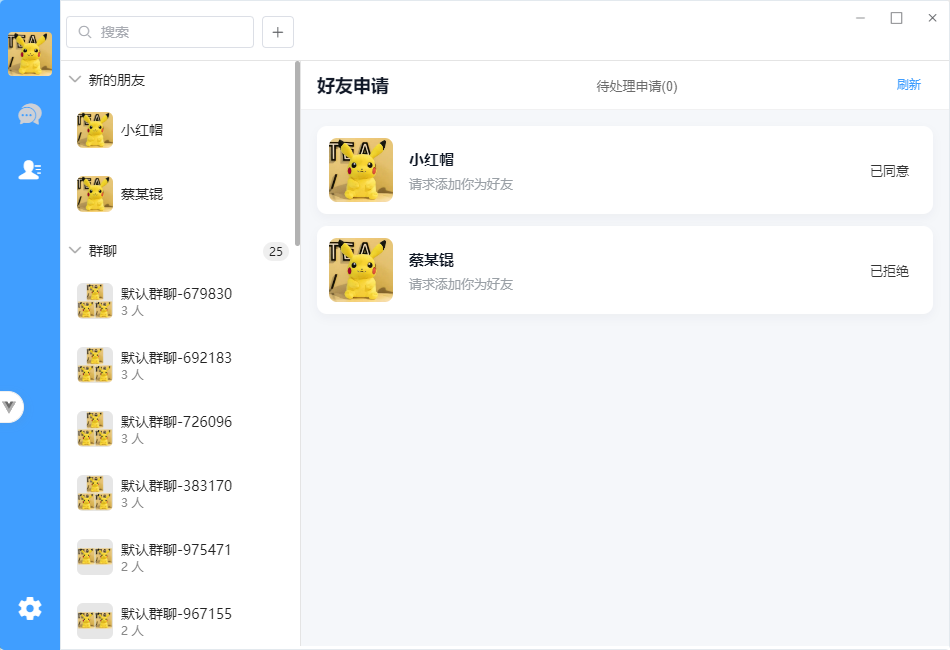 搜索
新的朋友
小红帽
蔡某锟
群聊
25
默认群聊-679830
3 人
默认群聊-692183
3 人
默认群聊-726096
3 人
默认群聊-383170
3 人
默认群聊-975471
2 人
默认群聊-967155
2 人
好友申请
待处理申请(0)
刷新
小红帽
请求添加你为好友
已同意
蔡某锟
请求添加你为好友
已拒绝